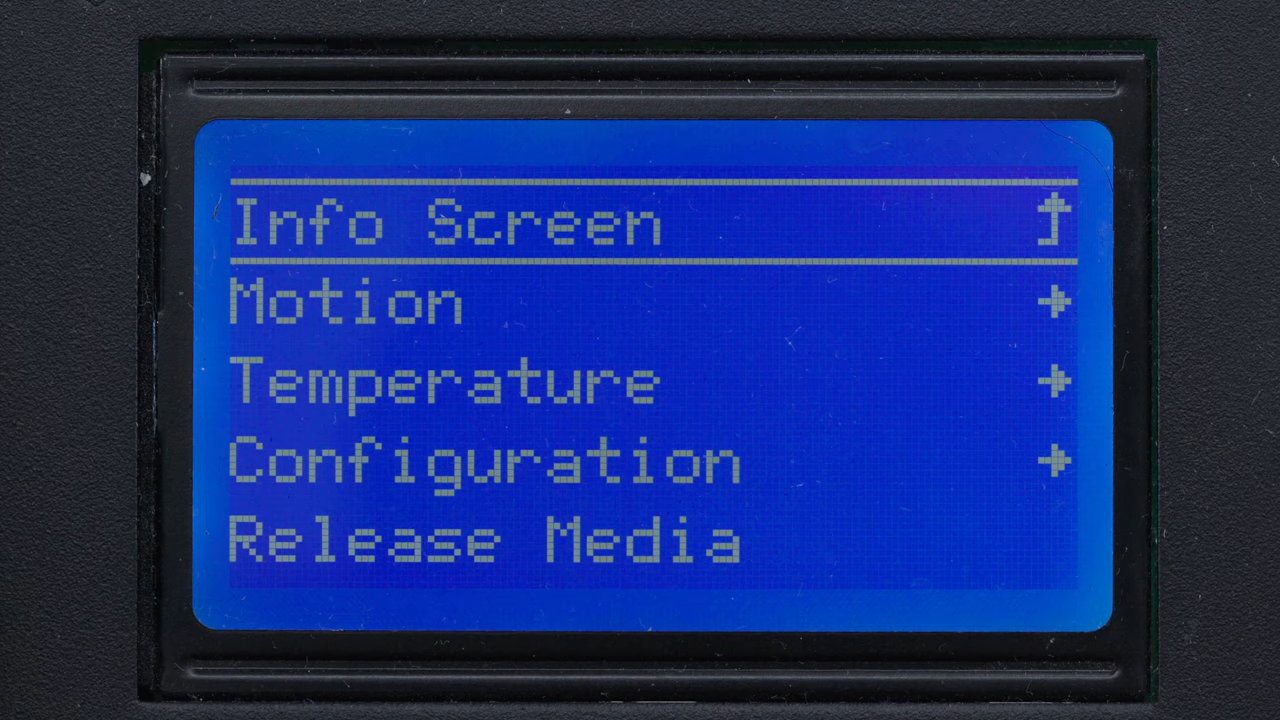 Info Screen
Motion
Temperature
Configuration
Release Media